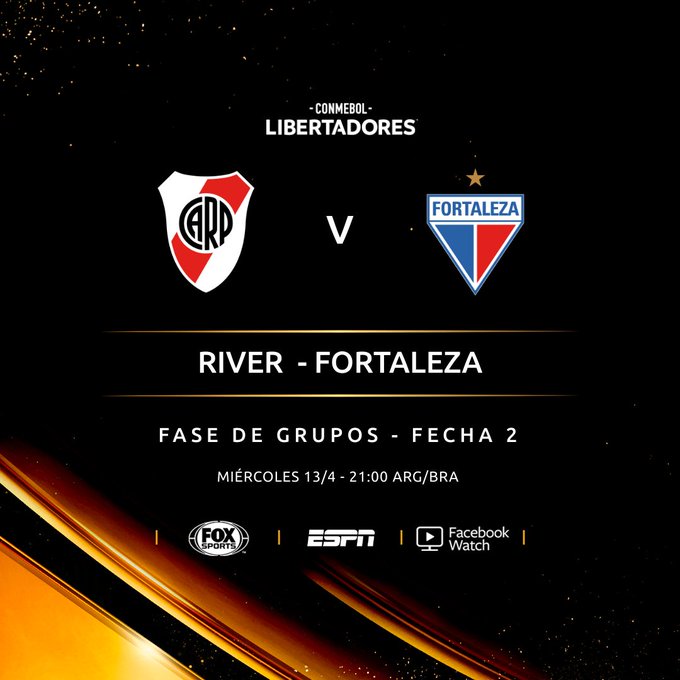 - CONMEBOL -
LIBERTADORES
CARP
V
FORTALEZA
RIVER - FORTALEZA
FASE DE GRUPOS - FECHA 2
MIÉRCOLES 13/4 - 21:00 ARG/BRA
FOX
SPORTS
ESPN
Facebook
Watch